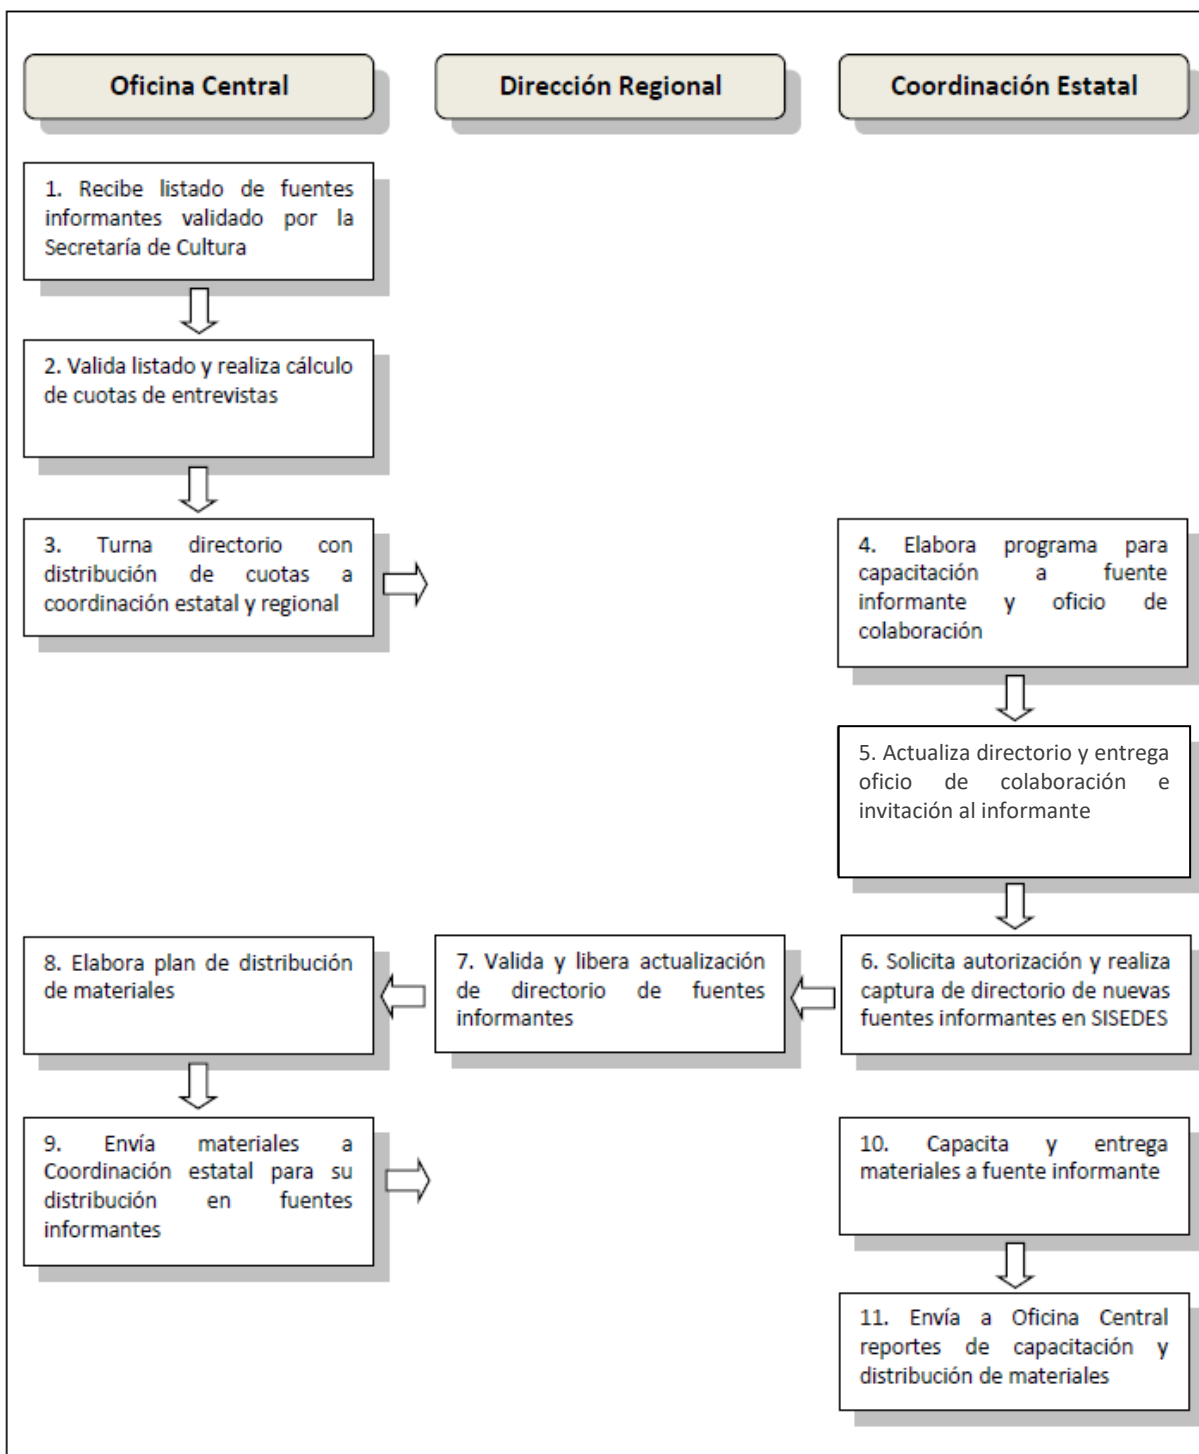 Oficina Central
Dirección Regional
Coordinación Estatal
1. Recibe listado de fuentes
informantes validado por la
Secretaría de Cultura
2. Valida listado y realiza cálculo
de cuotas de entrevistas
3. Turna directorio con
distribución de cuotas a
coordinación estatal y regional
4. Elabora programa para
capacitación a fuente
informante y oficio de
colaboración
5. Actualiza directorio y entrega
oficio de colaboración e
invitación al informante
6. Solicita autorización y realiza
captura de directorio de nuevas
fuentes informantes en SISEDES
7. Valida y libera actualización
de directorio de fuentes
informantes
8. Elabora plan de distribución
de materiales
9. Envía materiales a
Coordinación estatal para su
distribución en fuentes
informantes
10. Capacita y entrega
materiales a fuente informante
11. Envía a Oficina Central
reportes de capacitación y
distribución de materiales